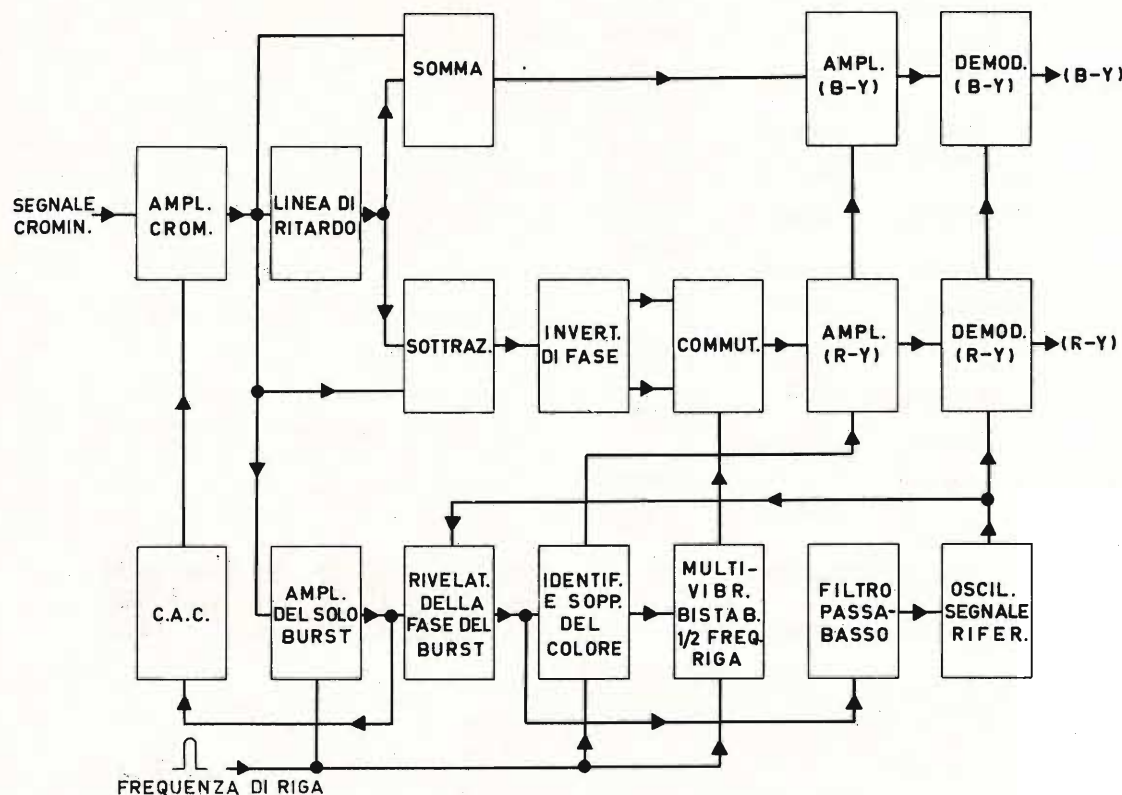 SOMMA
AMPL.
(B-Y)
DEMOD.
(B-Y)
(B-Y)
SEGNALE
CROMIN.
AMPL.
CROM.
LINEA DI
RITARDO
SOTTRAZ.
INVERT.
DI FASE
COMMUT.
AMPL.
(R-Y)
DEMOD.
(R-Y)
(R-Y)
C.A.C.
AMPL.
DEL SOLO
BURST
RIVELAT.
DELLA
FASE DEL
BURST
IDENTIF.
E SOPP.
DEL
COLORE
MULTI-
VIBR.
BISTAB.
1/2 FREQ.
RIGA
FILTRO
PASSA-
BASSO
OSCIL.
SEGNALE
RIFER.
FREQUENZA DI RIGA